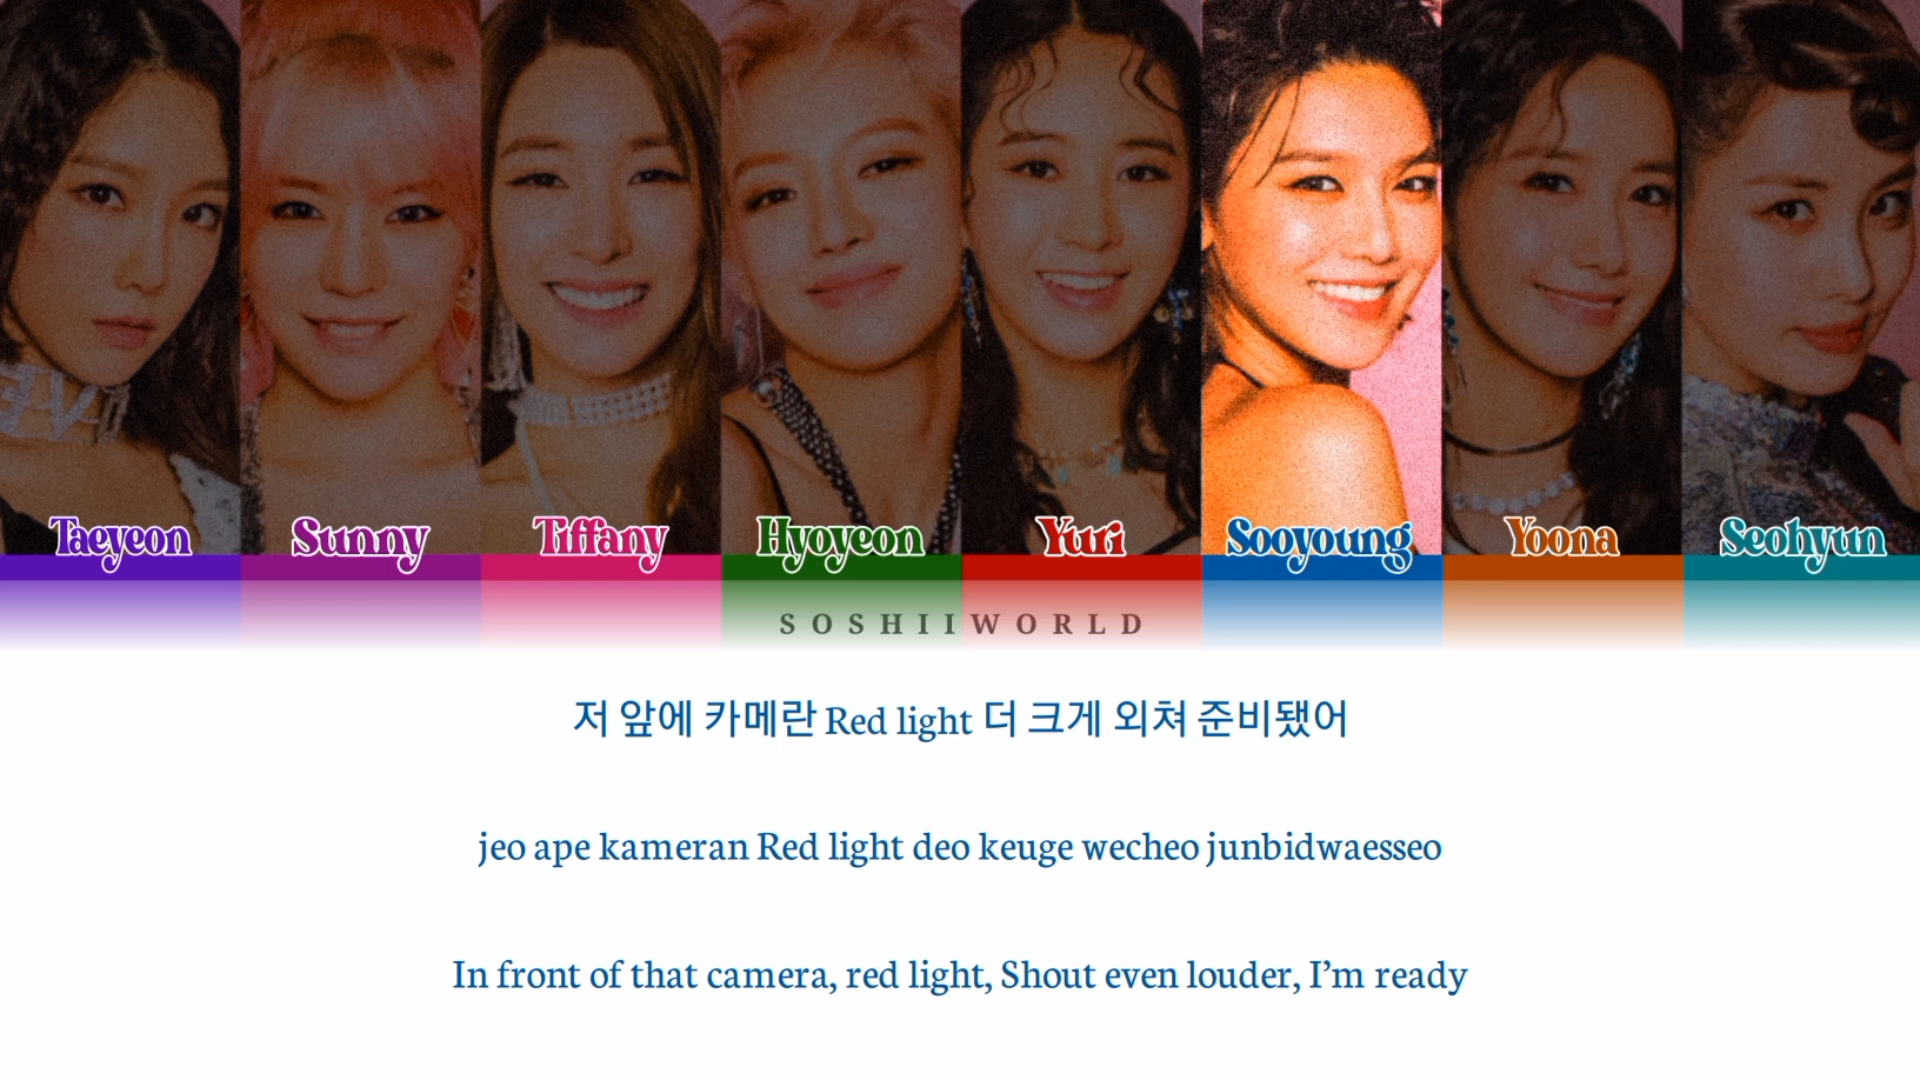 Taeyeon Sunny Tiffany Hyoyeon Yuri Sooyoung Yoona Seohyun
SOSHIIWORLD
저 앞에 카메란 Red light 더 크게 외쳐 준비됐어
jeo ape kameran Red light deo keuge wecheo junbidwaesseo
In front of that camera, red light, Shout even louder, I’m ready